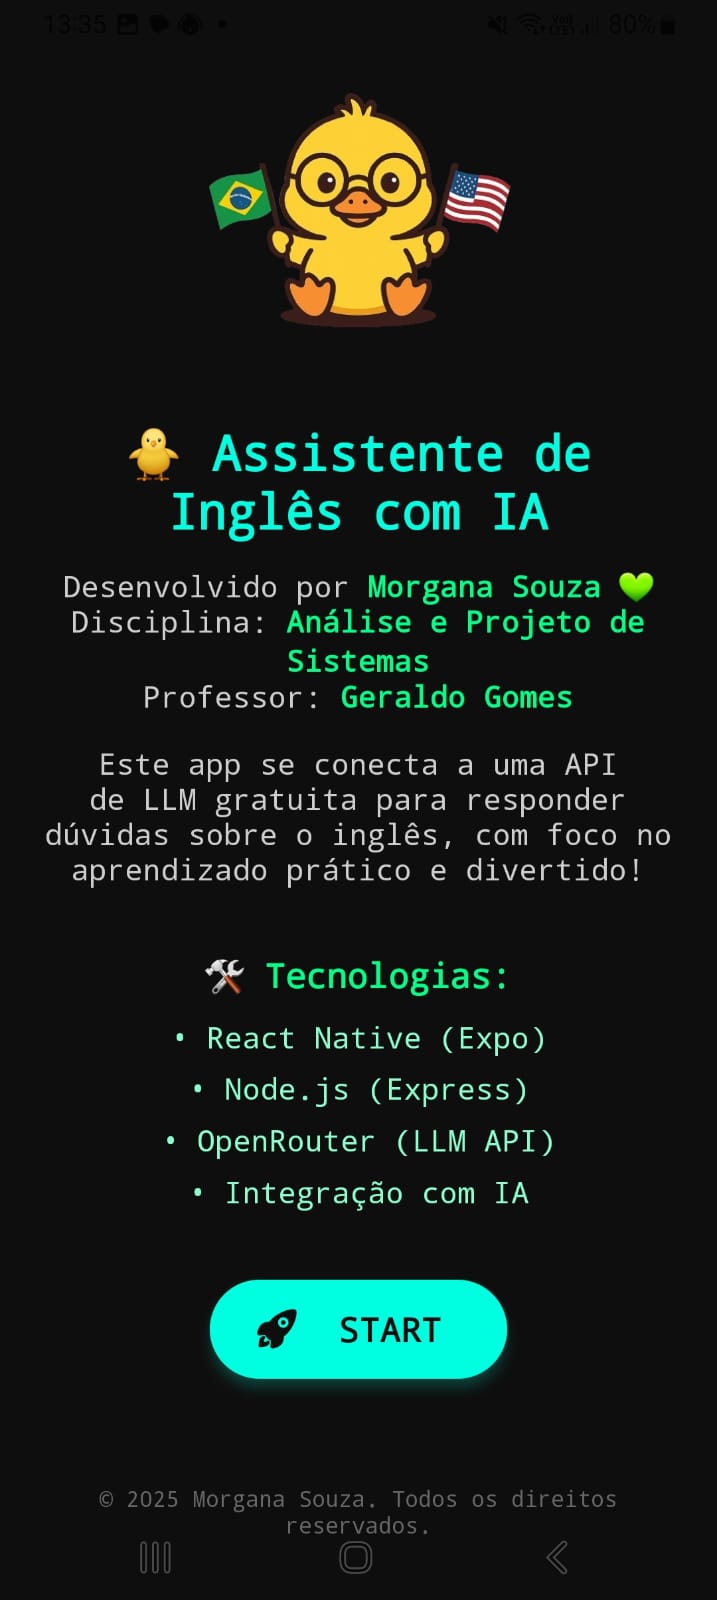 13:35
80%
🐥 Assistente de
Inglês com IA
Desenvolvido por Morgana Souza 💚
Disciplina: Análise e Projeto de
Sistemas
Professor: Geraldo Gomes
Este app se conecta a uma API
de LLM gratuita para responder
dúvidas sobre o inglês, com foco no
aprendizado prático e divertido!
🛠️ Tecnologias:
• React Native (Expo)
• Node.js (Express)
• OpenRouter (LLM API)
• Integração com IA
START
© 2025 Morgana Souza. Todos os direitos
reservados.